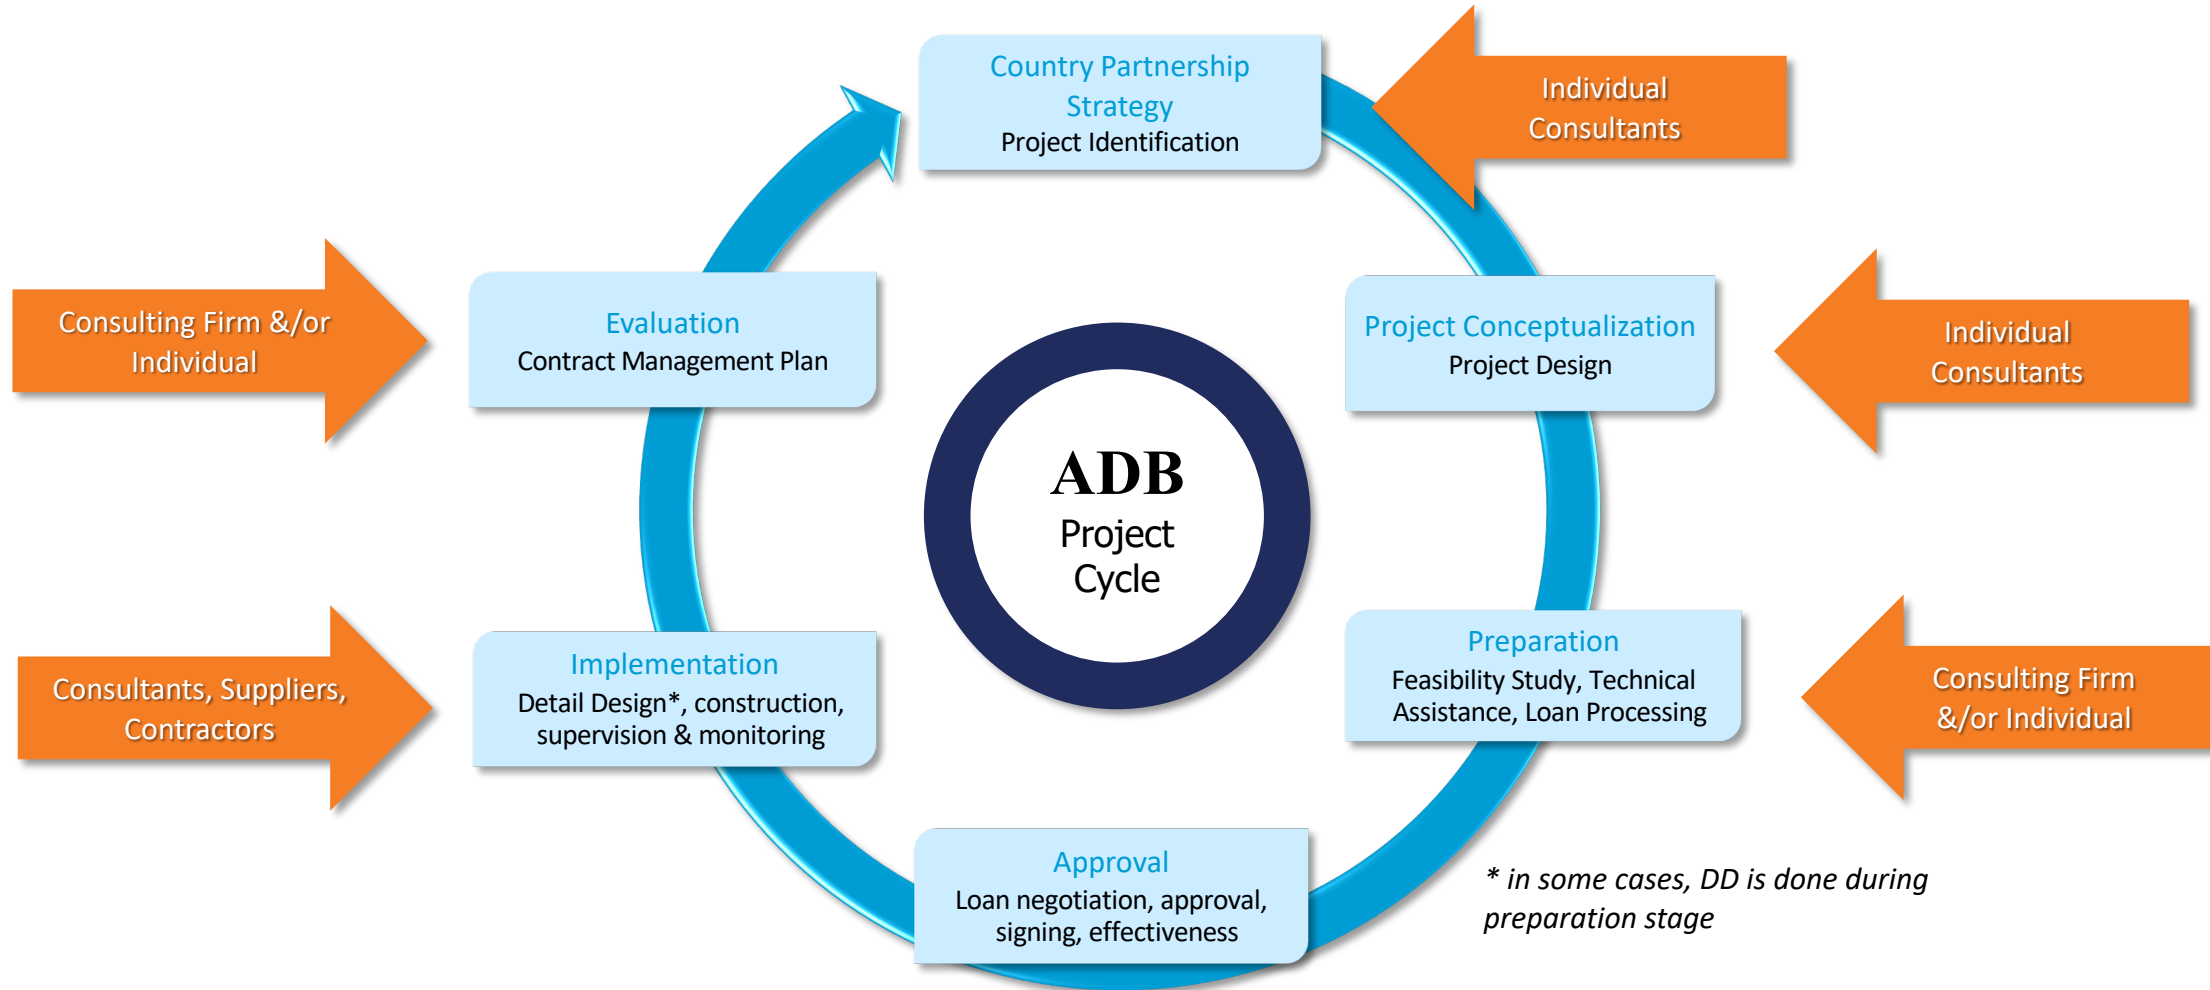 Country Partnership
Strategy
Project Identification
Individual
Consultants
Project Conceptualization
Project Design
Individual
Consultants
Preparation
Feasibility Study, Technical
Assistance, Loan Processing
Consulting Firm
&/or Individual
Approval
Loan negotiation, approval,
signing, effectiveness
* in some cases, DD is done during
preparation stage
Implementation
Detail Design*, construction,
supervision & monitoring
Consultants, Suppliers,
Contractors
Evaluation
Contract Management Plan
Consulting Firm &/or
Individual
ADB
Project
Cycle